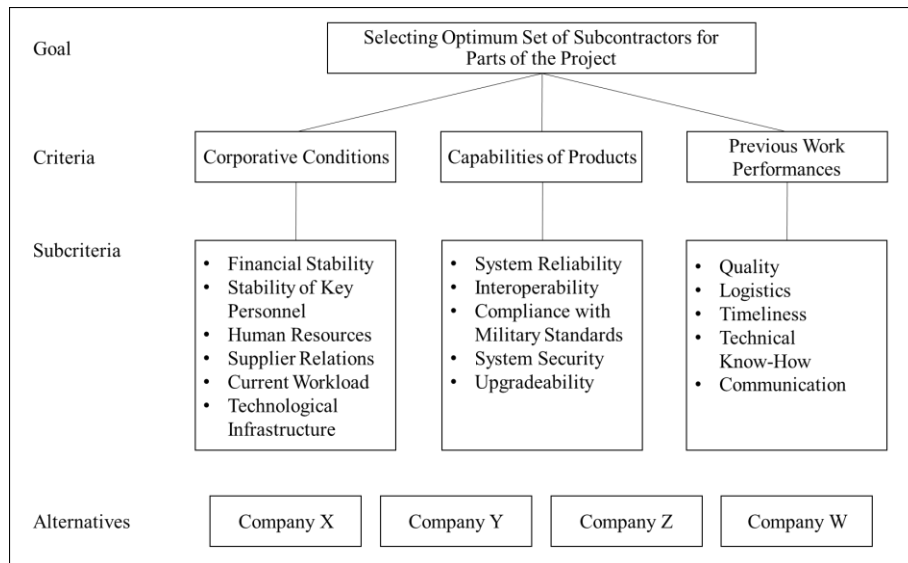 Goal
Selecting Optimum Set of Subcontractors for
Parts of the Project
Criteria
Corporative Conditions
Capabilities of Products
Previous Work
Performances
Subcriteria
• Financial Stability
• Stability of Key
Personnel
• Human Resources
• Supplier Relations
• Current Workload
• Technological
Infrastructure
• System Reliability
• Interoperability
• Compliance with
Military Standards
• System Security
• Upgradeability
• Quality
• Logistics
• Timeliness
• Technical
Know-How
• Communication
Alternatives
Company X
Company Y
Company Z
Company W